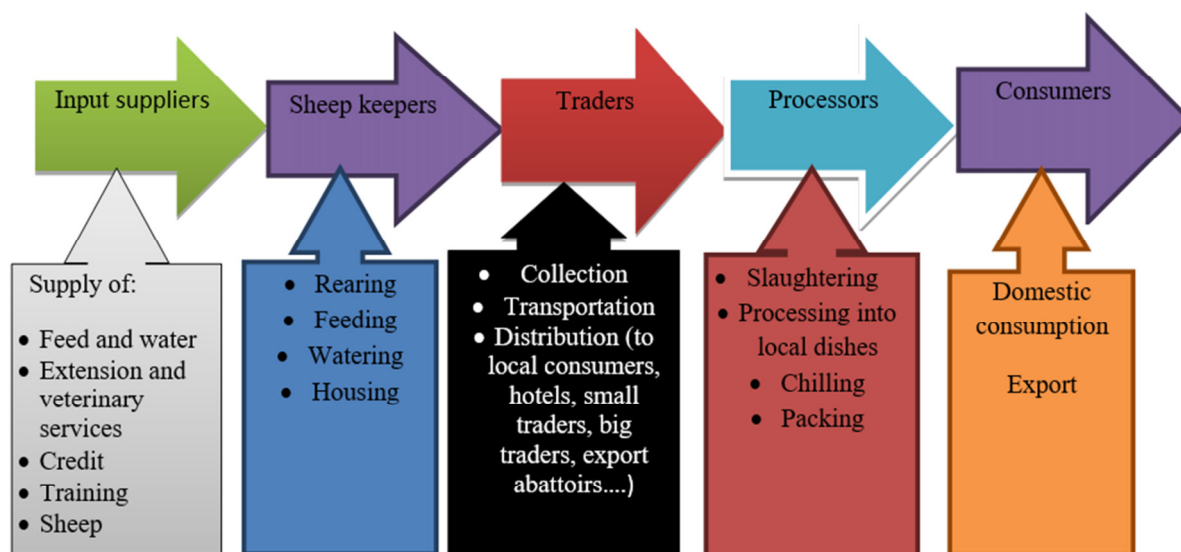 Input suppliers
Sheep keepers
Traders
Processors
Consumers
Supply of:
• Feed and water
• Extension and
veterinary
services
• Credit
• Training
• Sheep
• Rearing
• Feeding
• Watering
• Housing
• Collection
• Transportation
• Distribution (to
local consumers,
hotels, small
traders, big
traders, export
abattoirs....)
• Slaughtering
• Processing into
local dishes
• Chilling
• Packing
Domestic
consumption
Export